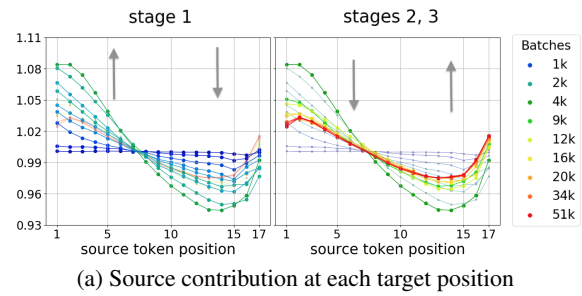 stage 1
stages 2, 3
1.11
1.08
1.05
1.02
0.99
0.96
0.93
1 5 10 15 17
1 5 10 15 17
source token position
source token position
Batches
1k
2k
4k
9k
12k
16k
20k
34k
51k
(a) Source contribution at each target position